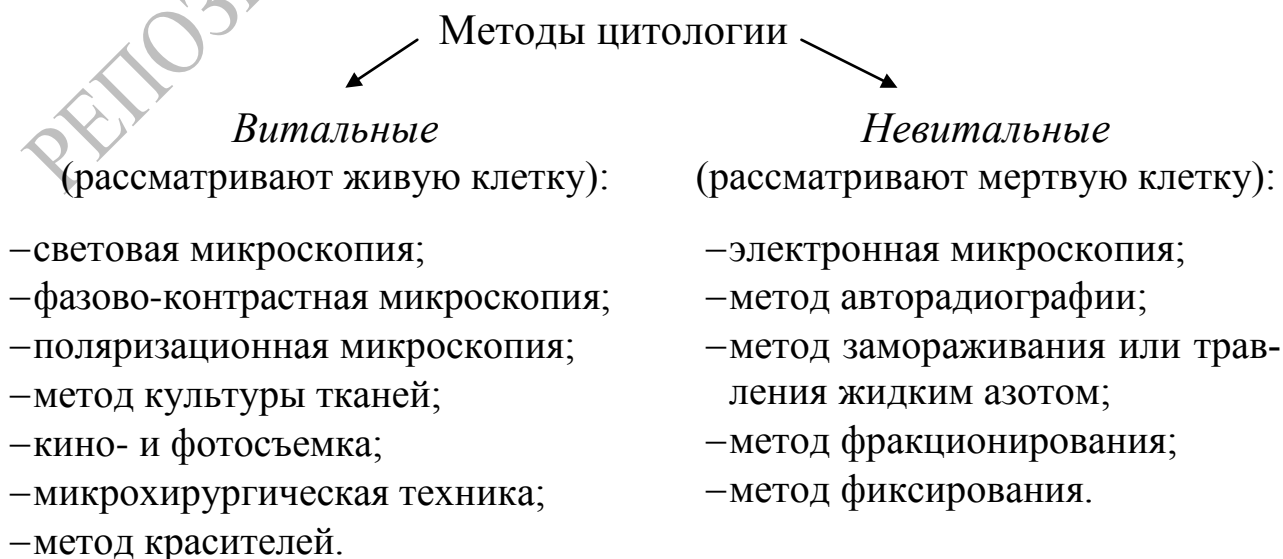 РЕПОЗ
Методы цитологии
Витальные
(рассматривают живую клетку):
–световая микроскопия;
–фазово-контрастная микроскопия;
–поляризационная микроскопия;
–метод культуры тканей;
–кино- и фотосъемка;
–микрохирургическая техника;
–метод красителей.
Невитальные
(рассматривают мертвую клетку):
–электронная микроскопия;
–метод авторадиографии;
–метод замораживания или трав-
ления жидким азотом;
–метод фракционирования;
–метод фиксирования.